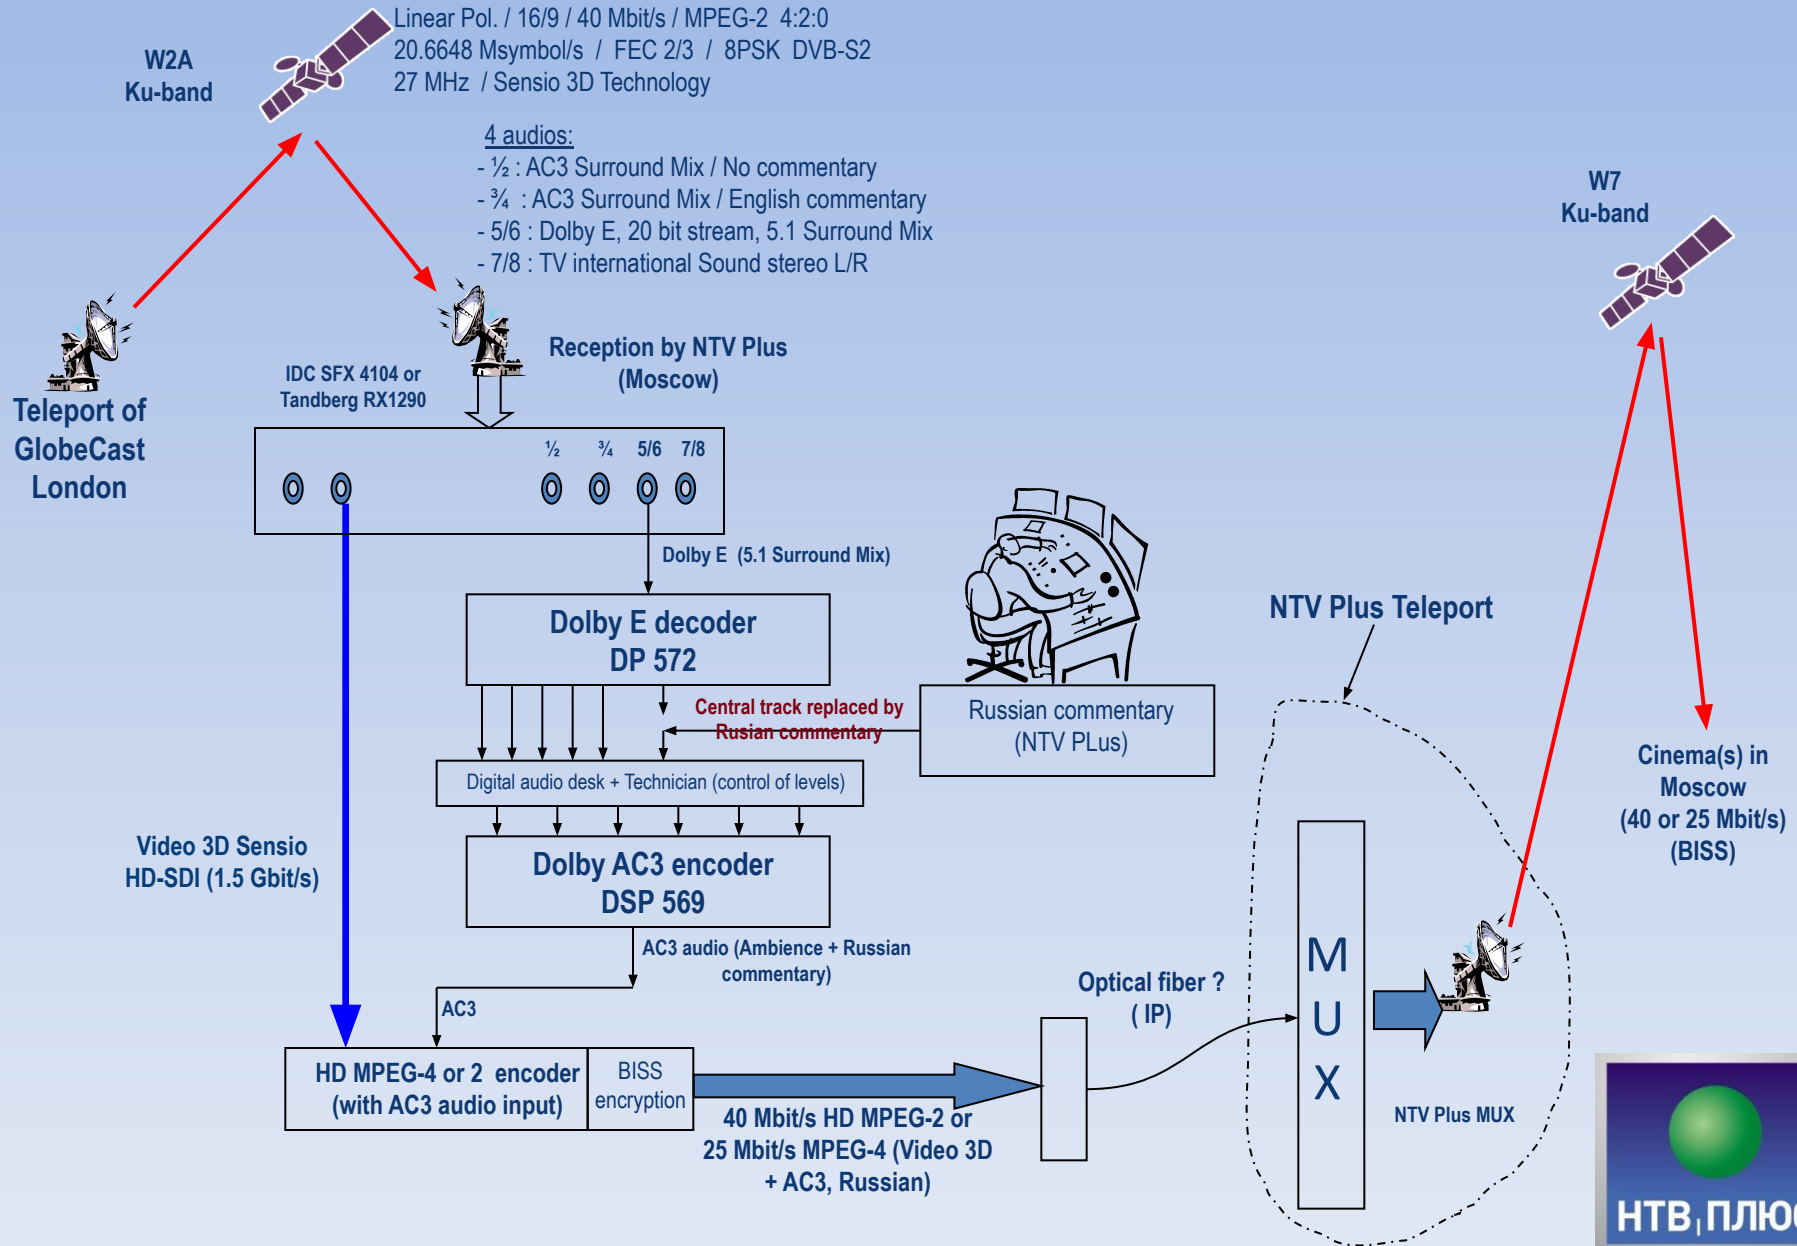 Linear Pol. / 16/9 / 40 Mbit/s / MPEG-2 4:2:0
20.6648 Msymbol/s / FEC 2/3 / 8PSK DVB-S2
27 MHz / Sensio 3D Technology
W2A
Ku-band
4 audios:
- ½ : AC3 Surround Mix / No commentary
- ¾ : AC3 Surround Mix / English commentary
- 5/6 : Dolby E, 20 bit stream, 5.1 Surround Mix
- 7/8 : TV international Sound stereo L/R
W7
Ku-band
Teleport of
GlobeCast
London
Reception by NTV Plus
(Moscow)
IDC SFX 4104 or
Tandberg RX1290
½ ¾ 5/6 7/8
Dolby E (5.1 Surround Mix)
Dolby E decoder
DP 572
Central track replaced by
Rusian commentary
Russian commentary
(NTV PLus)
Digital audio desk + Technician (control of levels)
Dolby AC3 encoder
DSP 569
Video 3D Sensio
HD-SDI (1.5 Gbit/s)
AC3 audio (Ambience + Russian
commentary)
AC3
HD MPEG-4 or 2 encoder
(with AC3 audio input)
BISS
encryption
40 Mbit/s HD MPEG-2 or
25 Mbit/s MPEG-4 (Video 3D
+ AC3, Russian)
Optical fiber ?
( IP)
NTV Plus Teleport
M
U
X
NTV Plus MUX
Cinema(s) in
Moscow
(40 or 25 Mbit/s)
(BISS)
НТВ ПЛЮС